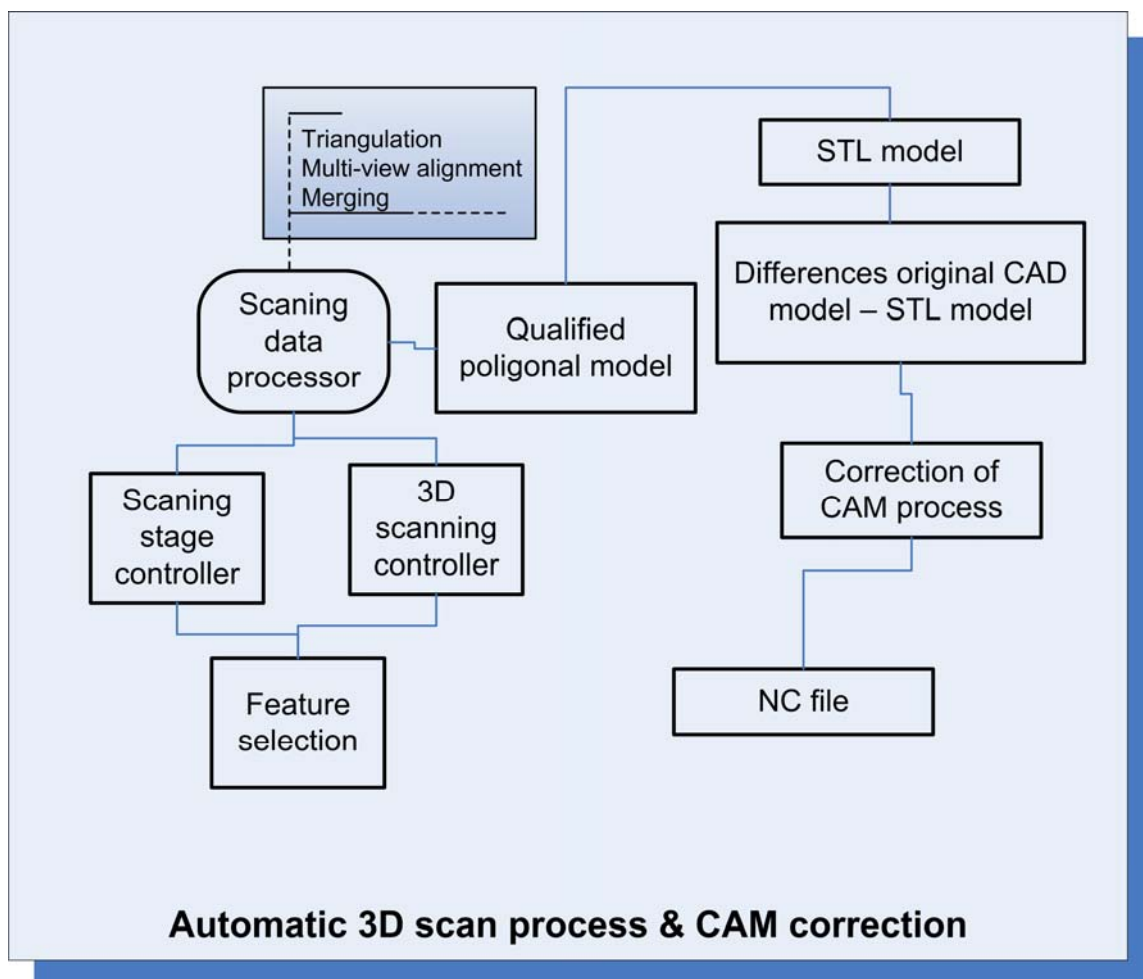 Triangulation
Multi-view alignment
Merging
STL model
Scaning
data
processor
Qualified
poligonal model
Differences original CAD
model – STL model
Scaning
stage
controller
3D
scanning
controller
Correction of
CAM process
Feature
selection
NC file
Automatic 3D scan process & CAM correction